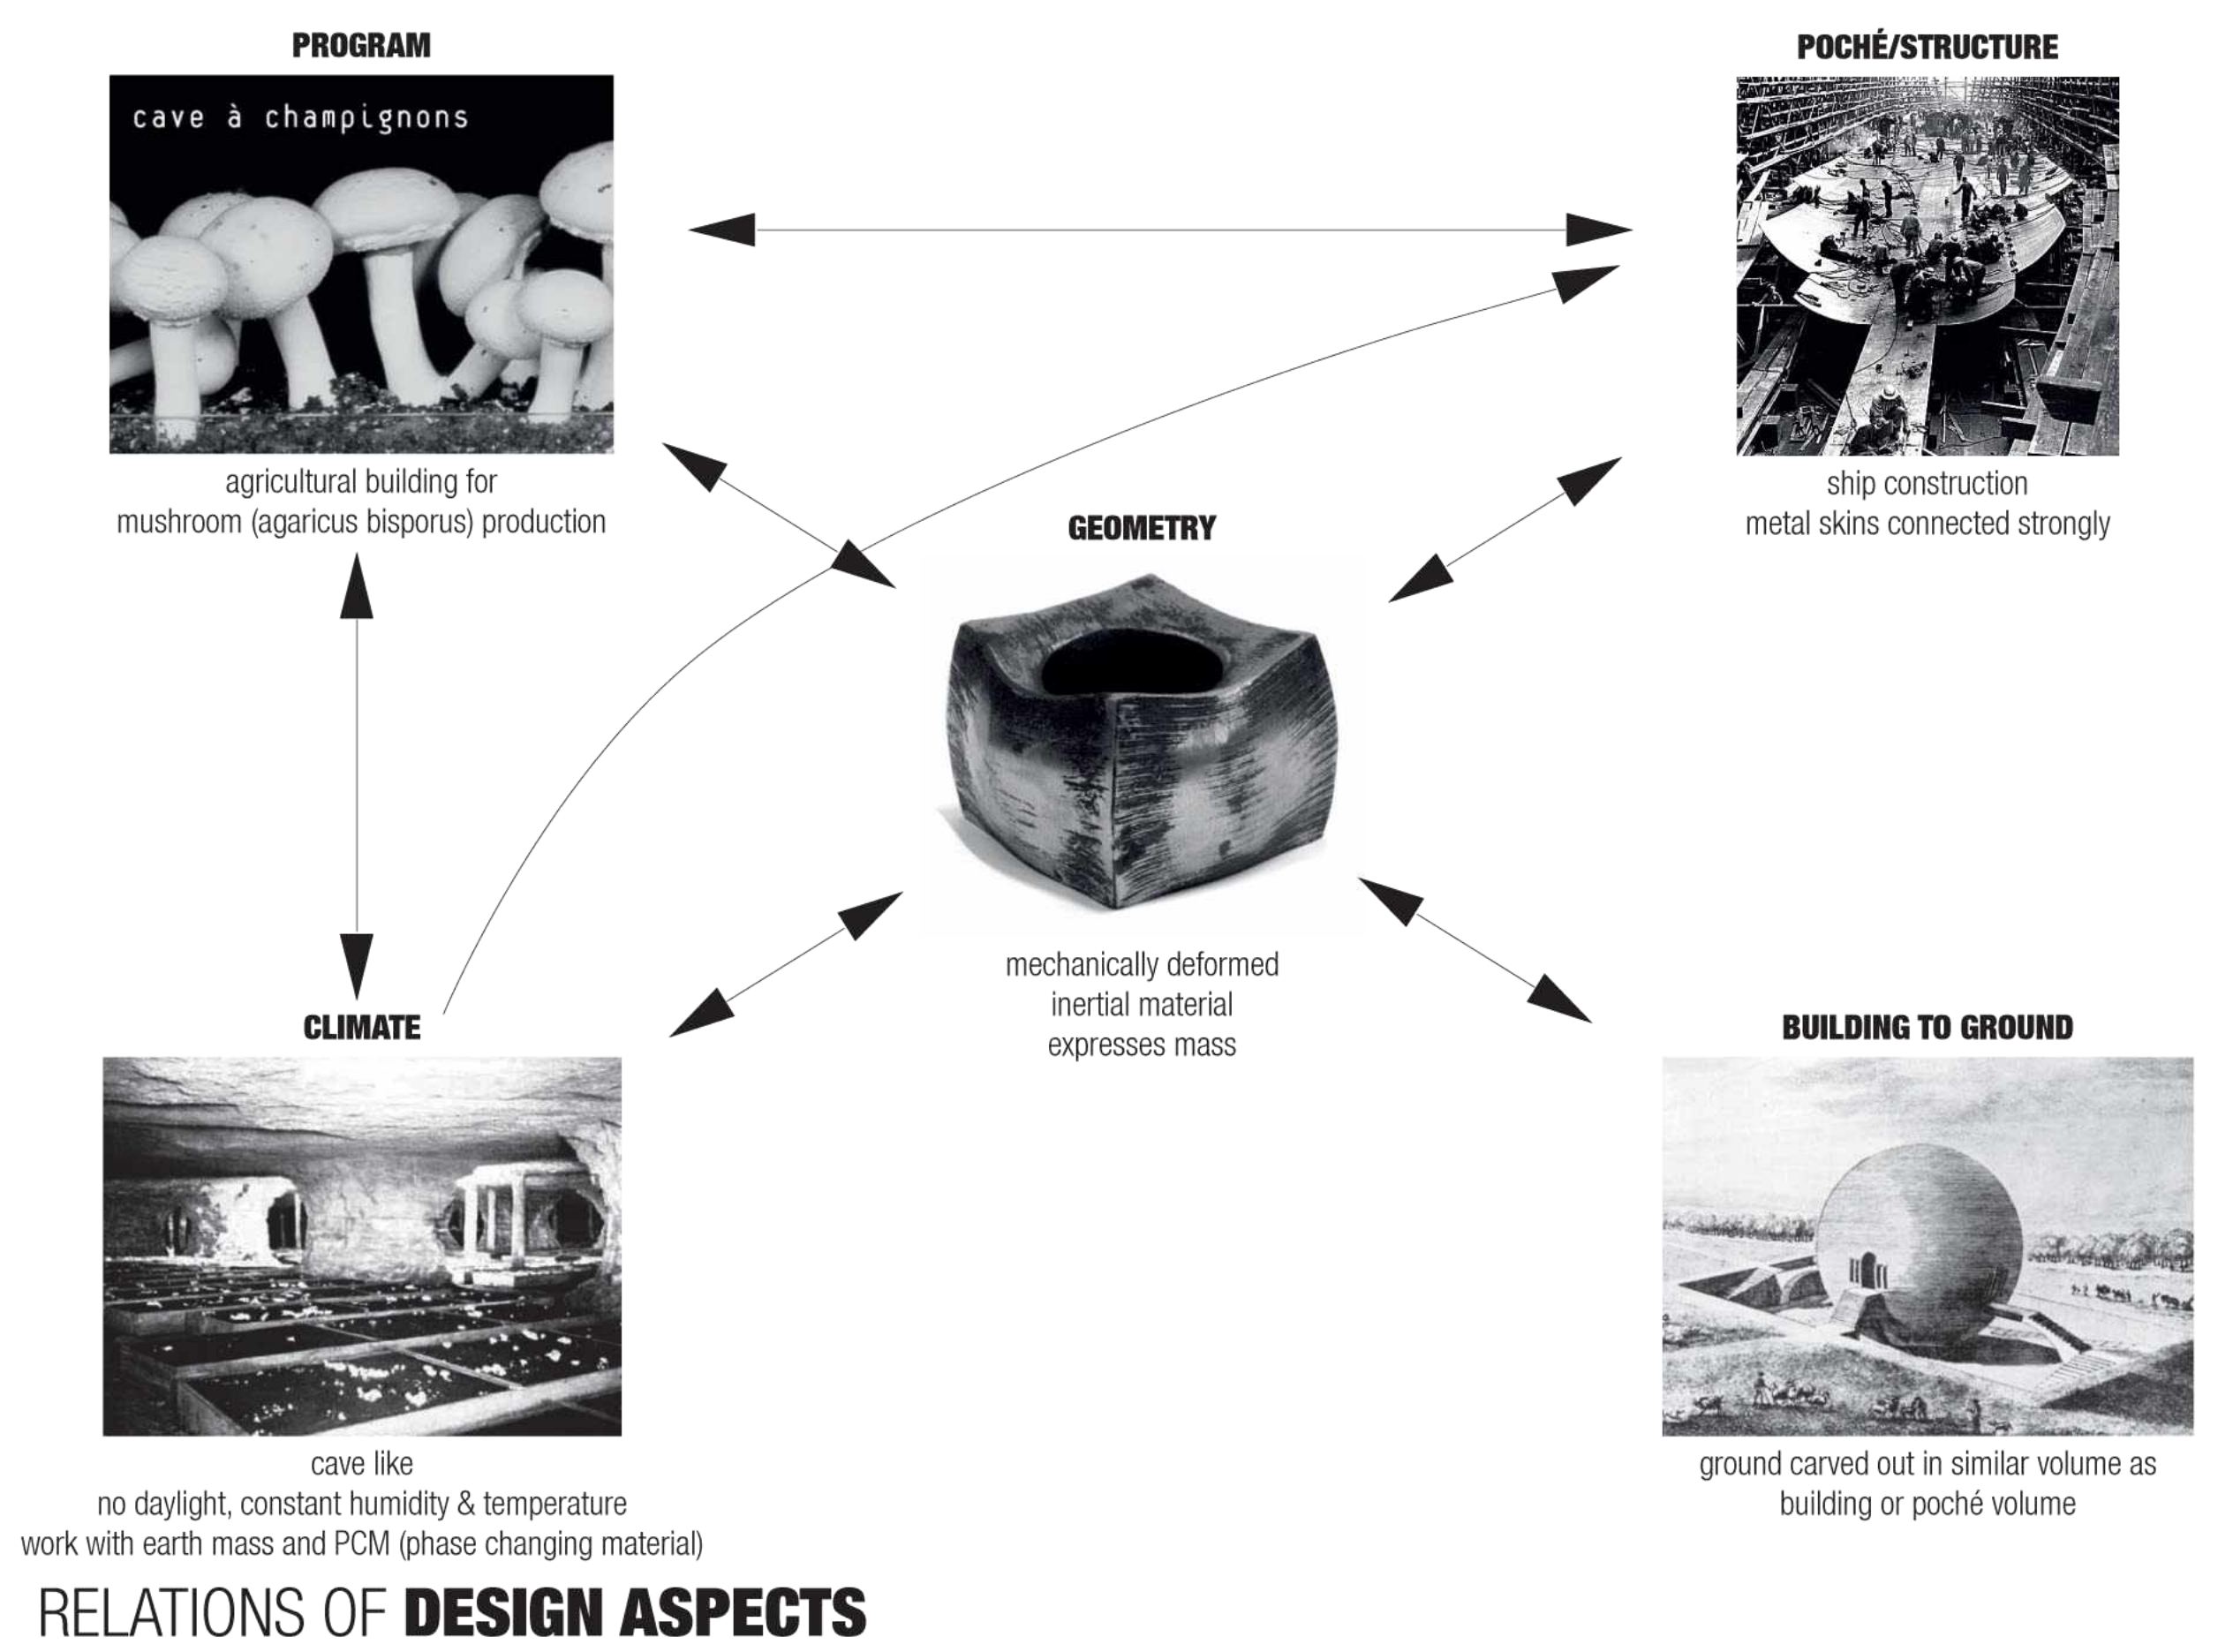 PROGRAM
cave à champignons
agricultural building for
mushroom (agaricus bisporus) production
POCHÉ/STRUCTURE
ship construction
metal skins connected strongly
GEOMETRY
mechanically deformed
inertial material
expresses mass
CLIMATE
cave like
no daylight, constant humidity & temperature
work with earth mass and PCM (phase changing material)
BUILDING TO GROUND
ground carved out in similar volume as
building or poché volume
RELATIONS OF DESIGN ASPECTS